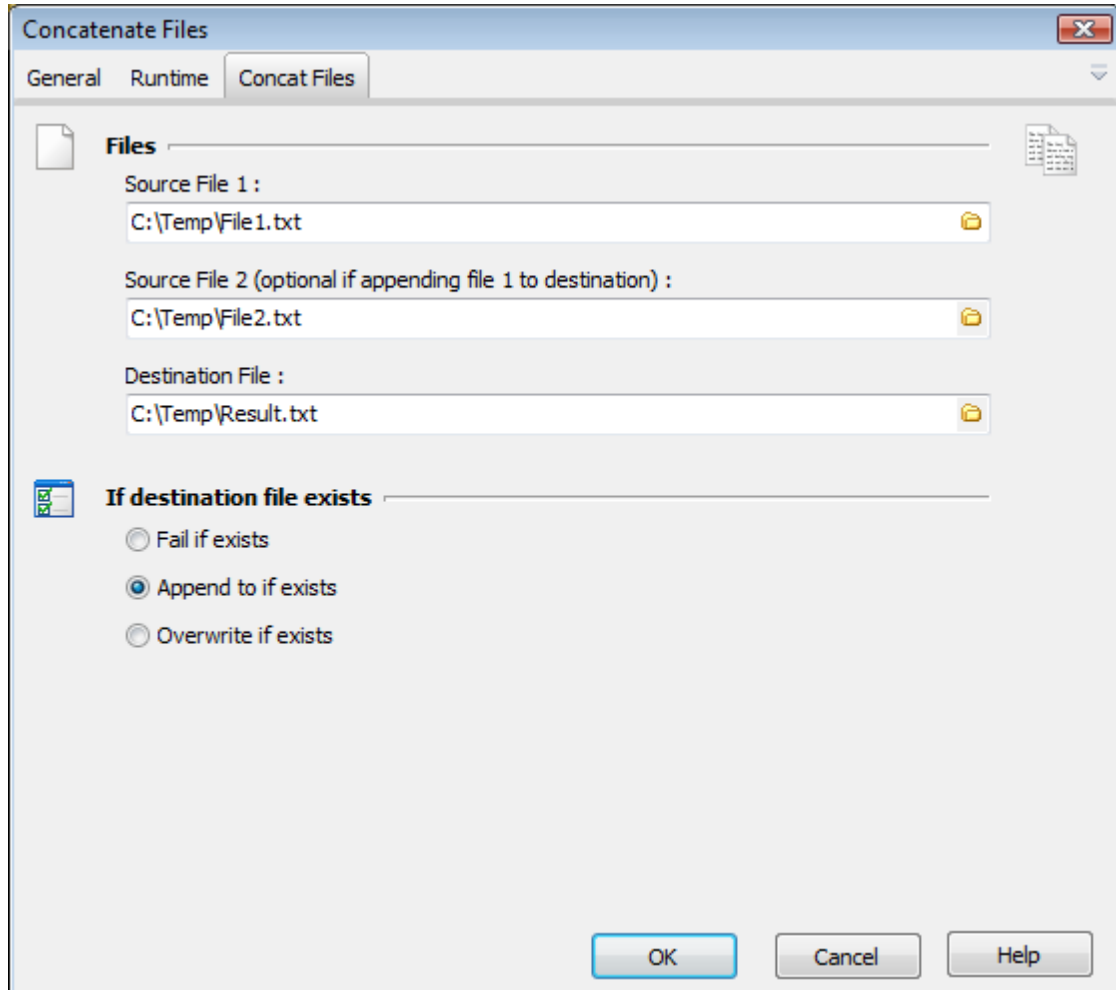 Concatenate Files
General Runtime Concat Files
Files
Source File 1 :
C:\Temp\File1.txt
Source File 2 (optional if appending file 1 to destination) :
C:\Temp\File2.txt
Destination File :
C:\Temp\Result.txt
If destination file exists
Fail if exists
Append to if exists
Overwrite if exists
OK Cancel Help